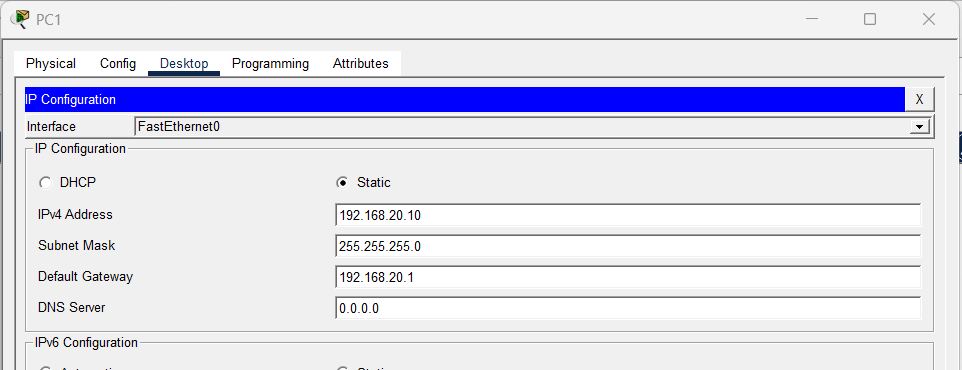 PC1
Physical Config Desktop Programming Attributes
IP Configuration X
Interface FastEthernet0
IP Configuration
DHCP Static
IPv4 Address 192.168.20.10
Subnet Mask 255.255.255.0
Default Gateway 192.168.20.1
DNS Server 0.0.0.0
IPv6 Configuration